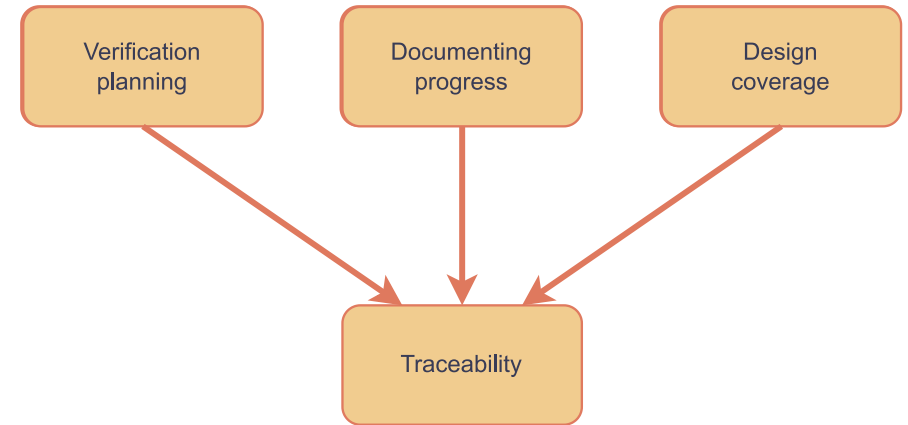 Verification
planning
Documenting
progress
Design
coverage
Traceability